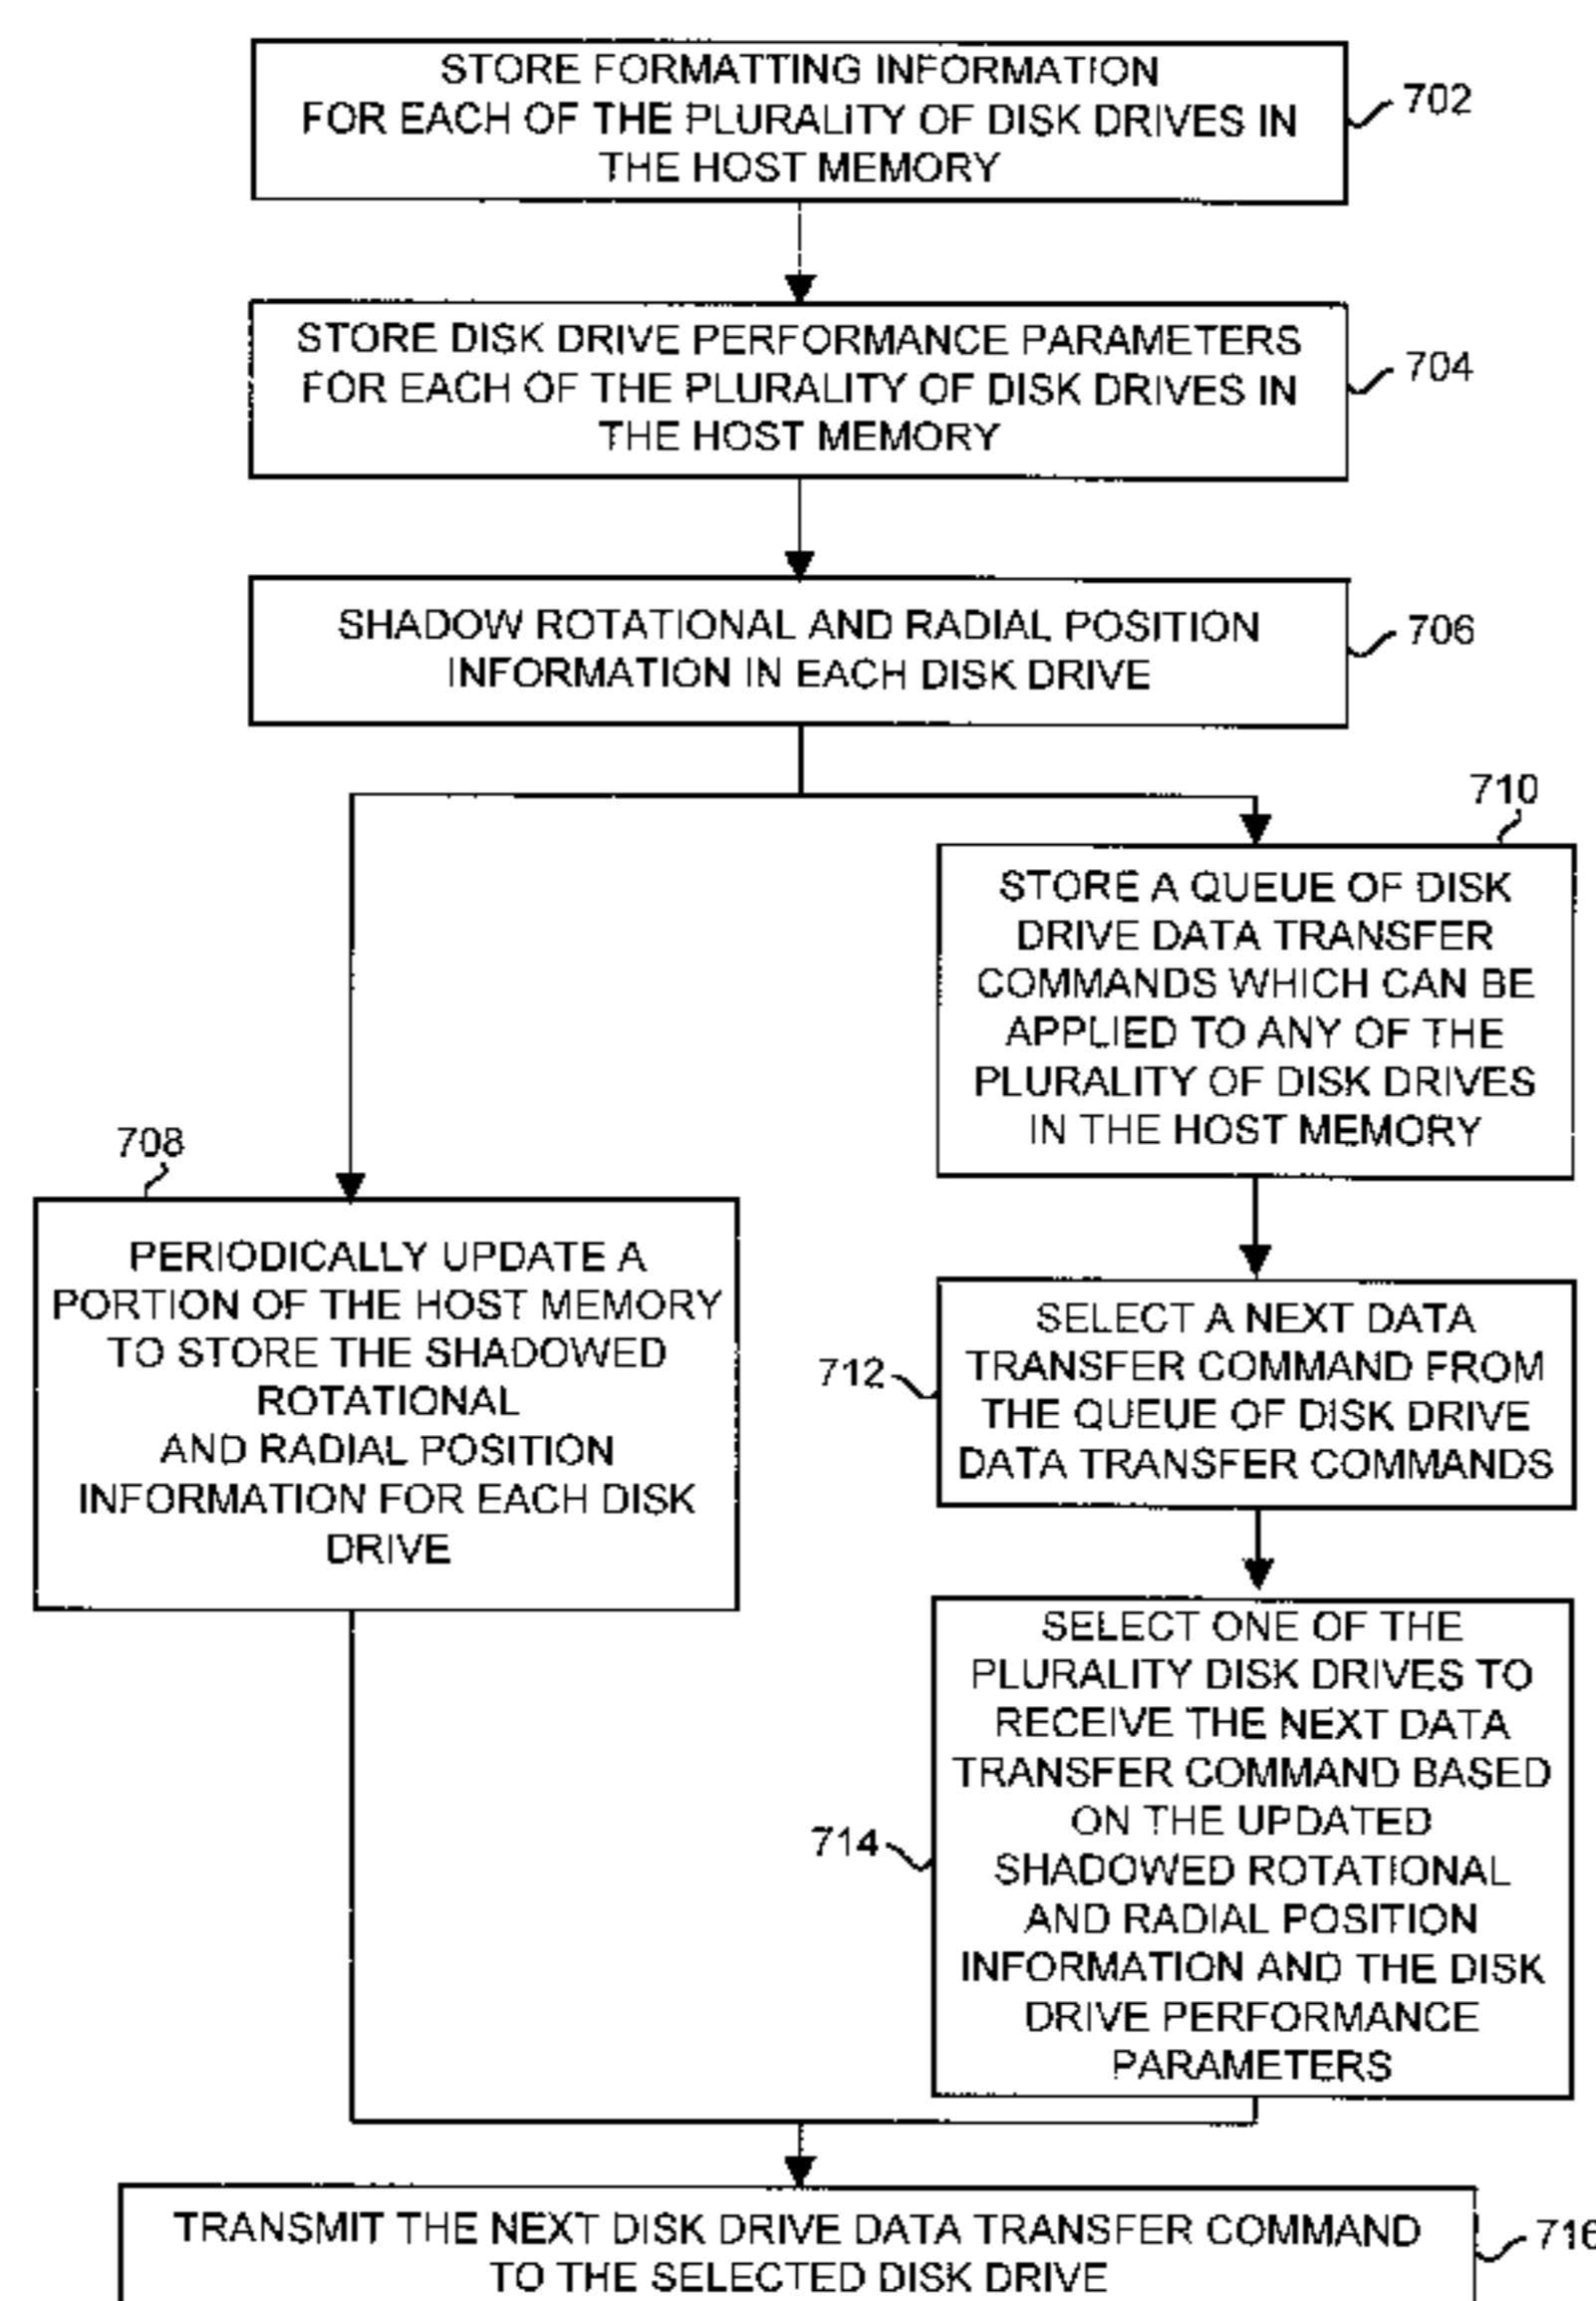 STORE FORMATTING INFORMATION
FOR EACH OF THE PLURALITY OF DISK DRIVES IN
THE HOST MEMORY
702
STORE DISK DRIVE PERFORMANCE PARAMETERS
FOR EACH OF THE PLURALITY OF DISK DRIVES IN
THE HOST MEMORY
704
SHADOW ROTATIONAL AND RADIAL POSITION
INFORMATION IN EACH DISK DRIVE
706
708
PERIODICALLY UPDATE A
PORTION OF THE HOST MEMORY
TO STORE THE SHADOWED
ROTATIONAL
AND RADIAL POSITION
INFORMATION FOR EACH DISK
DRIVE
710
STORE A QUEUE OF DISK
DRIVE DATA TRANSFER
COMMANDS WHICH CAN BE
APPLIED TO ANY OF THE
PLURALITY OF DISK DRIVES
IN THE HOST MEMORY
712
SELECT A NEXT DATA
TRANSFER COMMAND FROM
THE QUEUE OF DISK DRIVE
DATA TRANSFER COMMANDS
714
SELECT ONE OF THE
PLURALITY DISK DRIVES TO
RECEIVE THE NEXT DATA
TRANSFER COMMAND BASED
ON THE UPDATED
SHADOWED ROTATIONAL
AND RADIAL POSITION
INFORMATION AND THE DISK
DRIVE PERFORMANCE
PARAMETERS
TRANSMIT THE NEXT DISK DRIVE DATA TRANSFER COMMAND
TO THE SELECTED DISK DRIVE
716